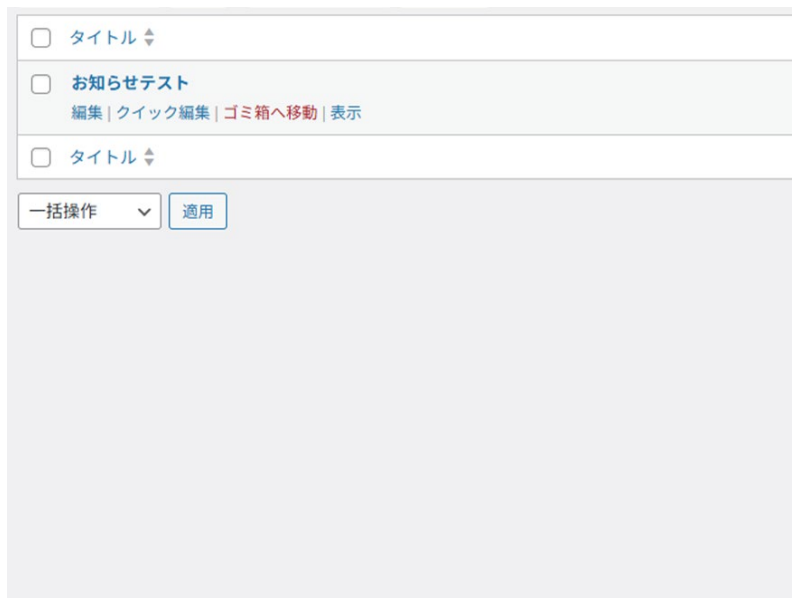 タイトル
お知らせテスト
編集 | クイック編集 | ゴミ箱へ移動 | 表示
タイトル
一括操作 適用